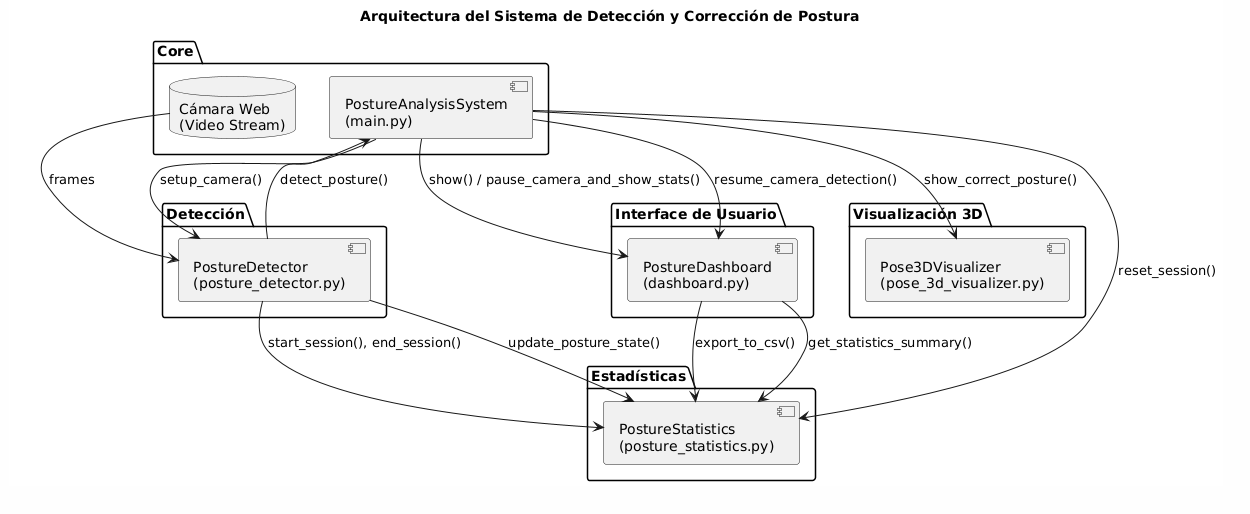 Arquitectura del Sistema de Detección y Corrección de Postura
Core
Cámara Web
(Video Stream)
PostureAnalysisSystem
(main.py)
frames
setup_camera()
detect_posture()
show() / pause_camera_and_show_stats()
resume_camera_detection()
show_correct_posture()
Detección
PostureDetector
(posture_detector.py)
Interface de Usuario
PostureDashboard
(dashboard.py)
Visualización 3D
Pose3DVisualizer
(pose_3d_visualizer.py)
reset_session()
start_session(), end_session()
update_posture_state()
export_to_csv()
get_statistics_summary()
Estadísticas
PostureStatistics
(posture_statistics.py)